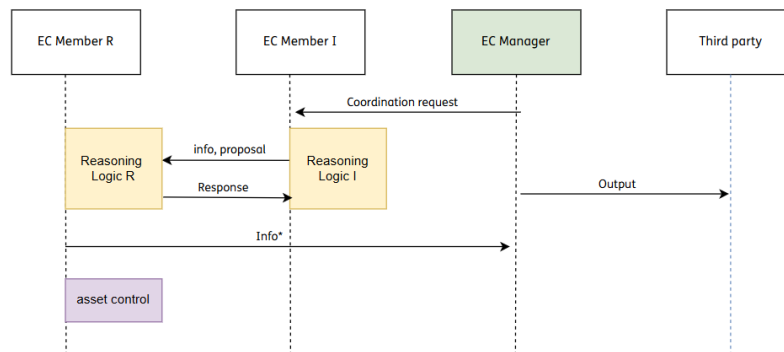 EC Member R
EC Member I
EC Manager
Third party
Coordination request
info, proposal
Reasoning
Logic R
Reasoning
Logic I
Response
Output
Info*
asset control